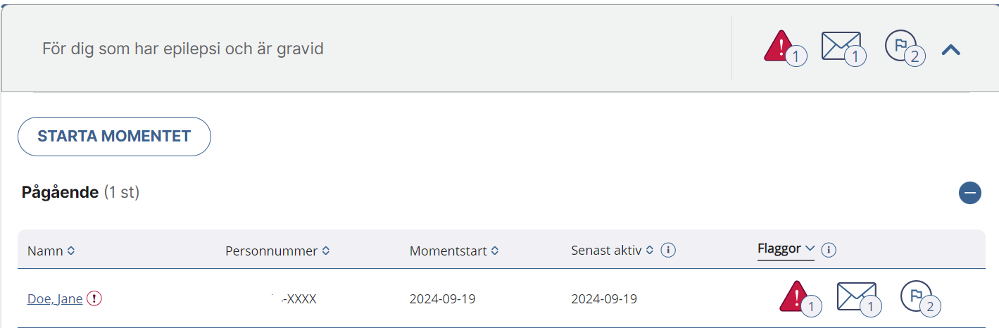 För dig som har epilepsi och är gravid
! 1 1 2
STARTA MOMENTET
Pågående (1 st)
Namn Personnummer Momentstart Senast aktiv i Flaggor i
Doe, Jane ! -XXXX 2024-09-19 2024-09-19 ! 1 1 2